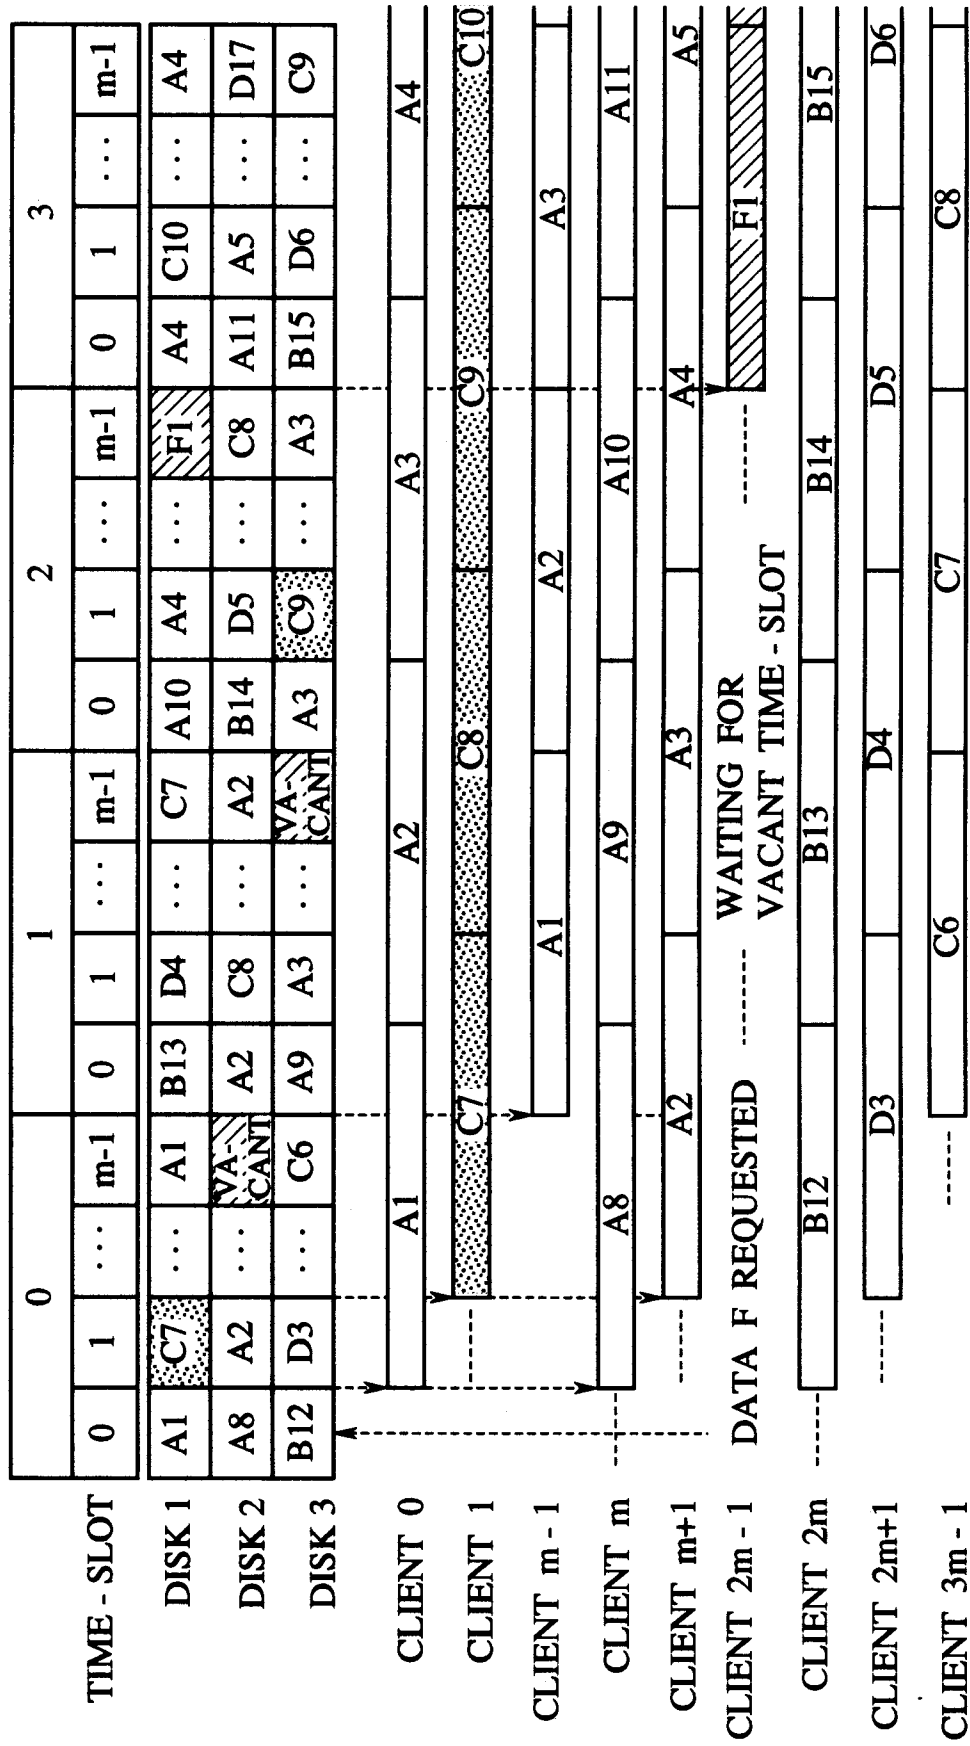 0 1 2 3
TIME - SLOT 0 1 ... m-1 0 1 ... m-1 0 1 ... m-1 0 1 ... m-1
DISK 1 A1 C7 ... A1 B13 D4 ... C7 A10 A4 ... F1 A4 C10 ... A4
DISK 2 A8 A2 ... VA-CANT A2 C8 ... A2 B14 D5 ... C8 A11 A5 ... D17
DISK 3 B12 D3 ... C6 A9 A3 ... VA-CANT A3 C9 ... A3 B15 D6 ... C9
CLIENT 0 A1 A2 A3 A4
CLIENT 1 C7 C8 C9 C10
CLIENT m - 1 A1 A2 A3
CLIENT m A8 A9 A10 A11
CLIENT m+1 A2 A3 A4 A5
CLIENT 2m - 1 DATA F REQUESTED WAITING FOR F1
VACANT TIME - SLOT
CLIENT 2m B12 B13 B14 B15
CLIENT 2m+1 D3 D4 D5 D6
CLIENT 3m - 1 C6 C7 C8